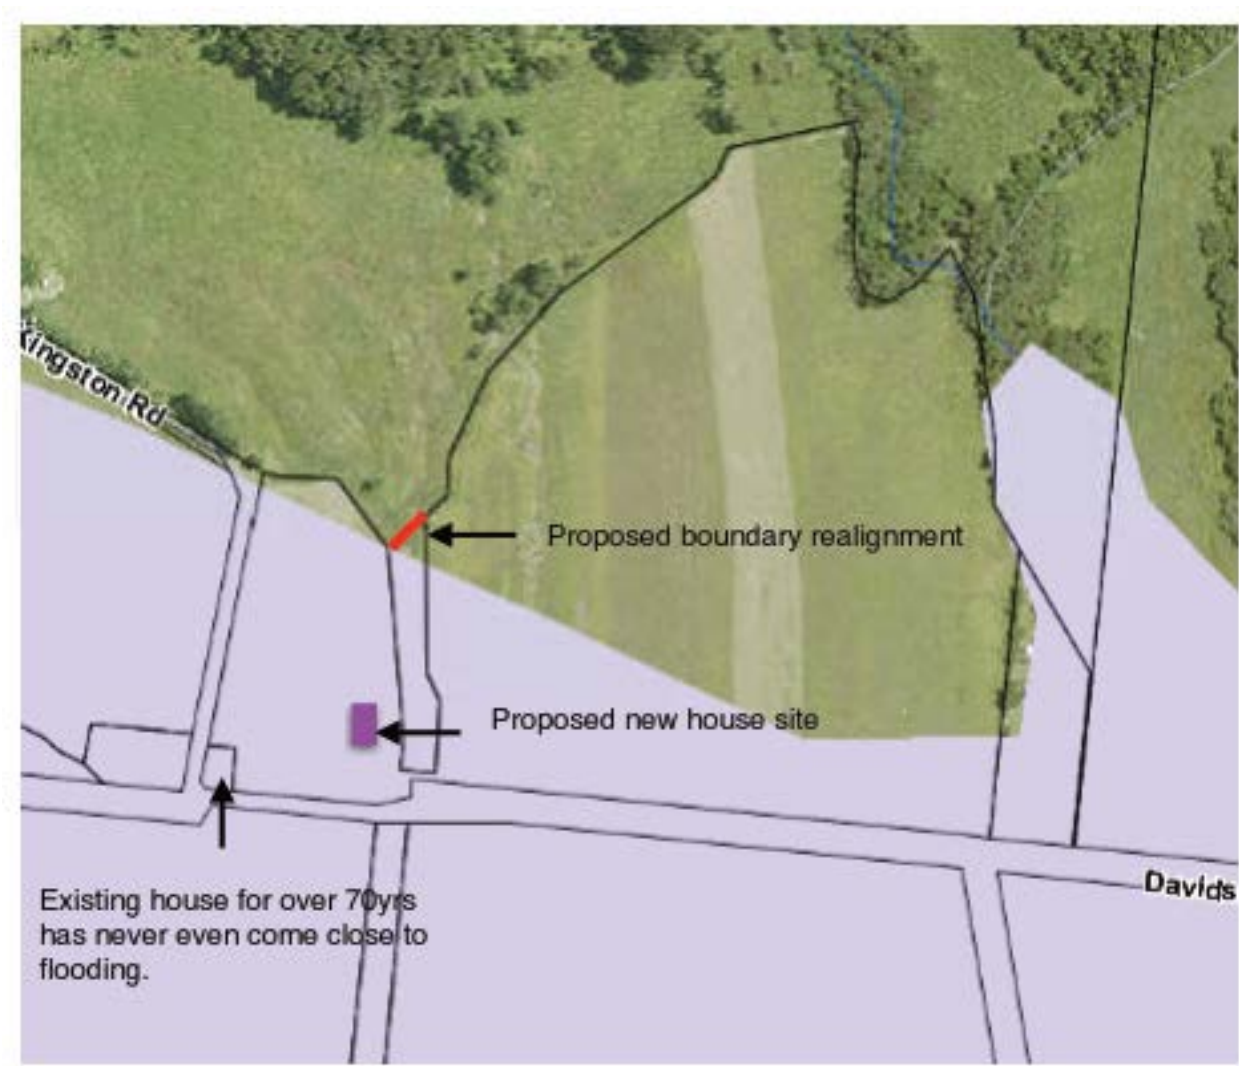 Kingston Rd
Proposed boundary realignment
Proposed new house site
Existing house for over 70yrs
has never even come close to
flooding.
Davids